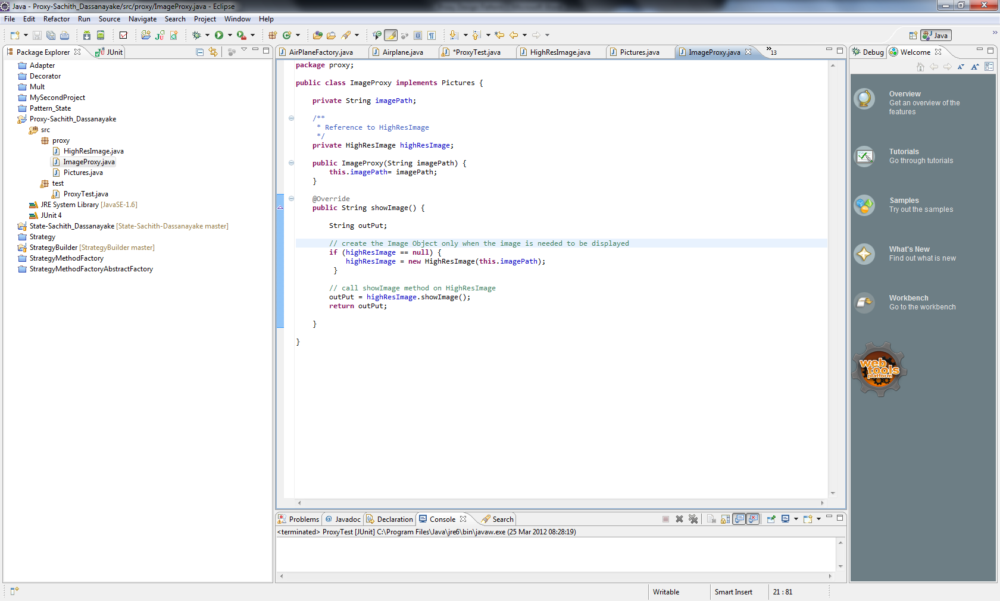 Java - Proxy-Sachith_Dassanayake/src/proxy/ImageProxy.java - Eclipse
File Edit Refactor Run Source Navigate Search Project Window Help
Java
Package Explorer
JUnit
Adapter
Decorator
Mult
MySecondProject
Pattern_State
Proxy-Sachith_Dassanayake
src
proxy
HighResImage.java
ImageProxy.java
Pictures.java
test
ProxyTest.java
JRE System Library [JavaSE-1.6]
JUnit 4
State-Sachith_Dassanayake [State-Sachith-Dassanayake master]
Strategy
StrategyBuilder [StrategyBuilder master]
StrategyMethodFactory
StrategyMethodFactoryAbstractFactory
AirPlaneFactory.java Airplane.java *ProxyTest.java HighResImage.java Pictures.java ImageProxy.java »13
package proxy;
public class ImageProxy implements Pictures {
private String imagePath;
/**
* Reference to HighResImage
*/
private HighResImage highResImage;
public ImageProxy(String imagePath) {
this.imagePath= imagePath;
}
@Override
public String showImage() {
String outPut;
// create the Image Object only when the image is needed to be displayed
if (highResImage == null) {
highResImage = new HighResImage(this.imagePath);
}
// call showImage method on HighResImage
outPut = highResImage.showImage();
return outPut;
}
}
Debug Welcome
Overview
Get an overview of the
features
Tutorials
Go through tutorials
Samples
Try out the samples
What's New
Find out what is new
Workbench
Go to the workbench
web
tools
platform
Problems @ Javadoc Declaration Console Search
<terminated> ProxyTest [JUnit] C:\Program Files\Java\jre6\bin\javaw.exe (25 Mar 2012 08:28:19)
Writable Smart Insert 21 : 81